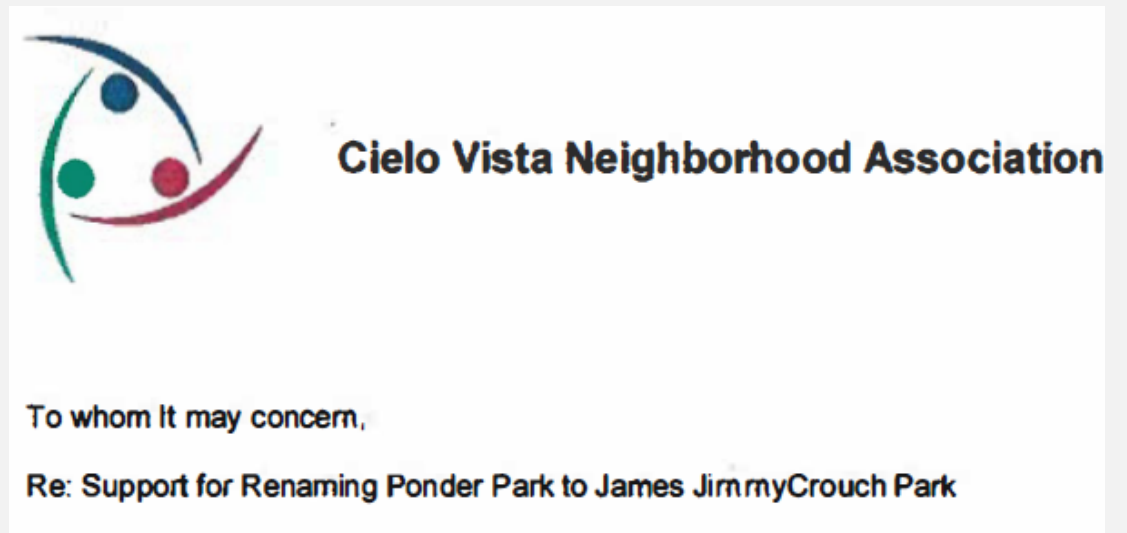 Cielo Vista Neighborhood Association
To whom it may concern,
Re: Support for Renaming Ponder Park to James JimmyCrouch Park